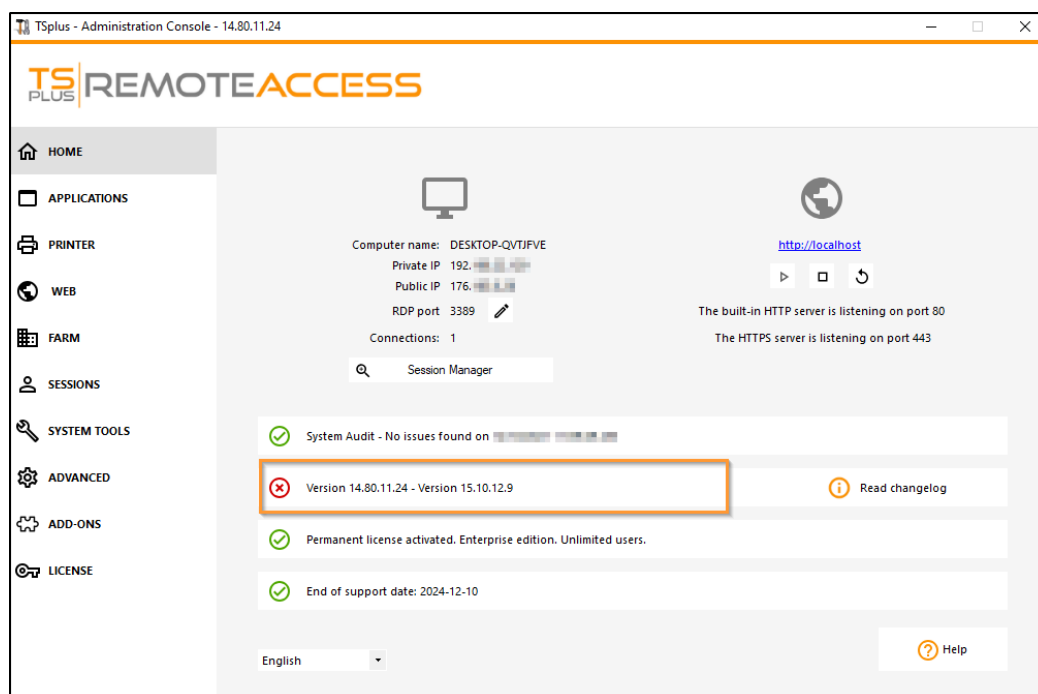 TSplus - Administration Console - 14.80.11.24
TS PLUS REMOTEACCESS
HOME
APPLICATIONS
PRINTER
WEB
FARM
SESSIONS
SYSTEM TOOLS
ADVANCED
ADD-ONS
LICENSE
Computer name: DESKTOP-QVTJFVE
Private IP 192.
Public IP 176.
RDP port 3389
Connections: 1
Session Manager
http://localhost
The built-in HTTP server is listening on port 80
The HTTPS server is listening on port 443
System Audit - No issues found on
Version 14.80.11.24 - Version 15.10.12.9
Read changelog
Permanent license activated. Enterprise edition. Unlimited users.
End of support date: 2024-12-10
English
Help